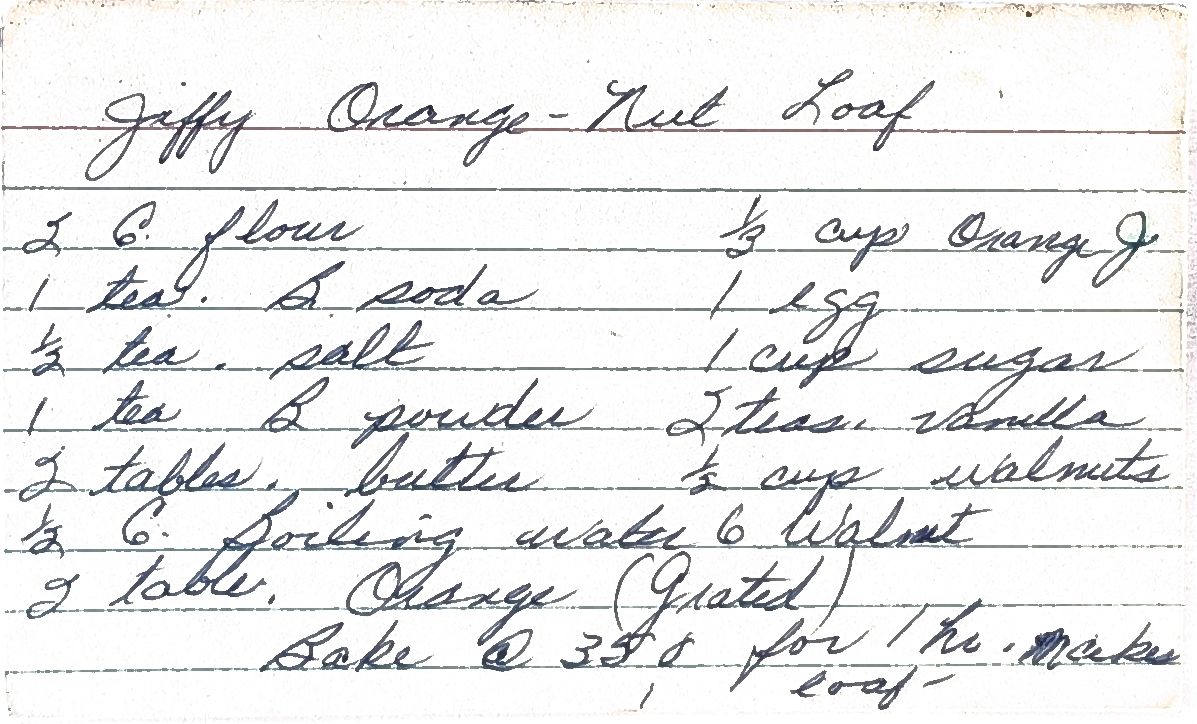 Jiffy Orange-Nut Loaf
2 C. flour 1/3 cup Orange J
1 tea. B. soda 1 egg
1/2 tea. salt 1 cup sugar
1 tea B powder 2 teas. vanilla
2 tables. butter 1/2 cup walnuts
1/2 C. Boiling water 6 Walnut
2 table. Orange (Grated)
Bake @ 350 for 1 hr. Makes
1 loaf-